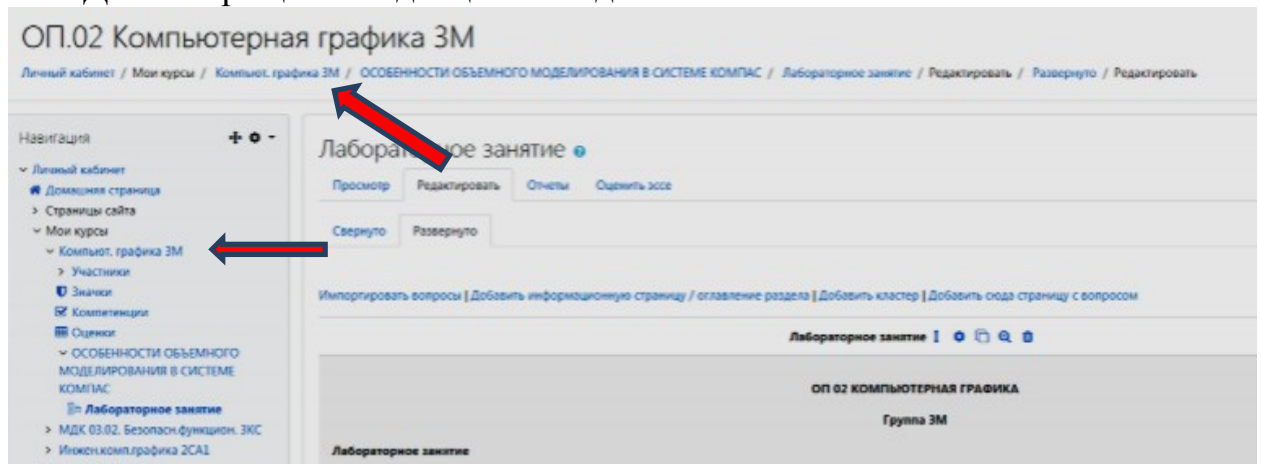 ОП.02 Компьютерная графика 3М
Личный кабинет / Мои курсы / Компьют. графика 3М / ОСОБЕННОСТИ ОБЪЕМНОГО МОДЕЛИРОВАНИЯ В СИСТЕМЕ КОМПАС / Лабораторное занятие / Редактировать / Развернуто / Редактировать
Навигация
Личный кабинет
Домашняя страница
Страницы сайта
Мои курсы
Компьют. графика 3М
Участники
Значки
Компетенции
Оценки
ОСОБЕННОСТИ ОБЪЕМНОГО
МОДЕЛИРОВАНИЯ В СИСТЕМЕ
КОМПАС
Лабораторное занятие
МДК 03.02. Безопасн.функцион. ЗКС
Инжен.комп.графика 2СА1
занятие
Просмотр Редактировать Отчеты Оценить эссе
Свернуто Развернуто
Импортировать вопросы | Добавить информационную страницу / оглавление раздела | Добавить кластер | Добавить сюда страницу с вопросом
Лабораторное занятие
ОП 02 КОМПЬЮТЕРНАЯ ГРАФИКА
Группа 3М
Лабораторное занятие